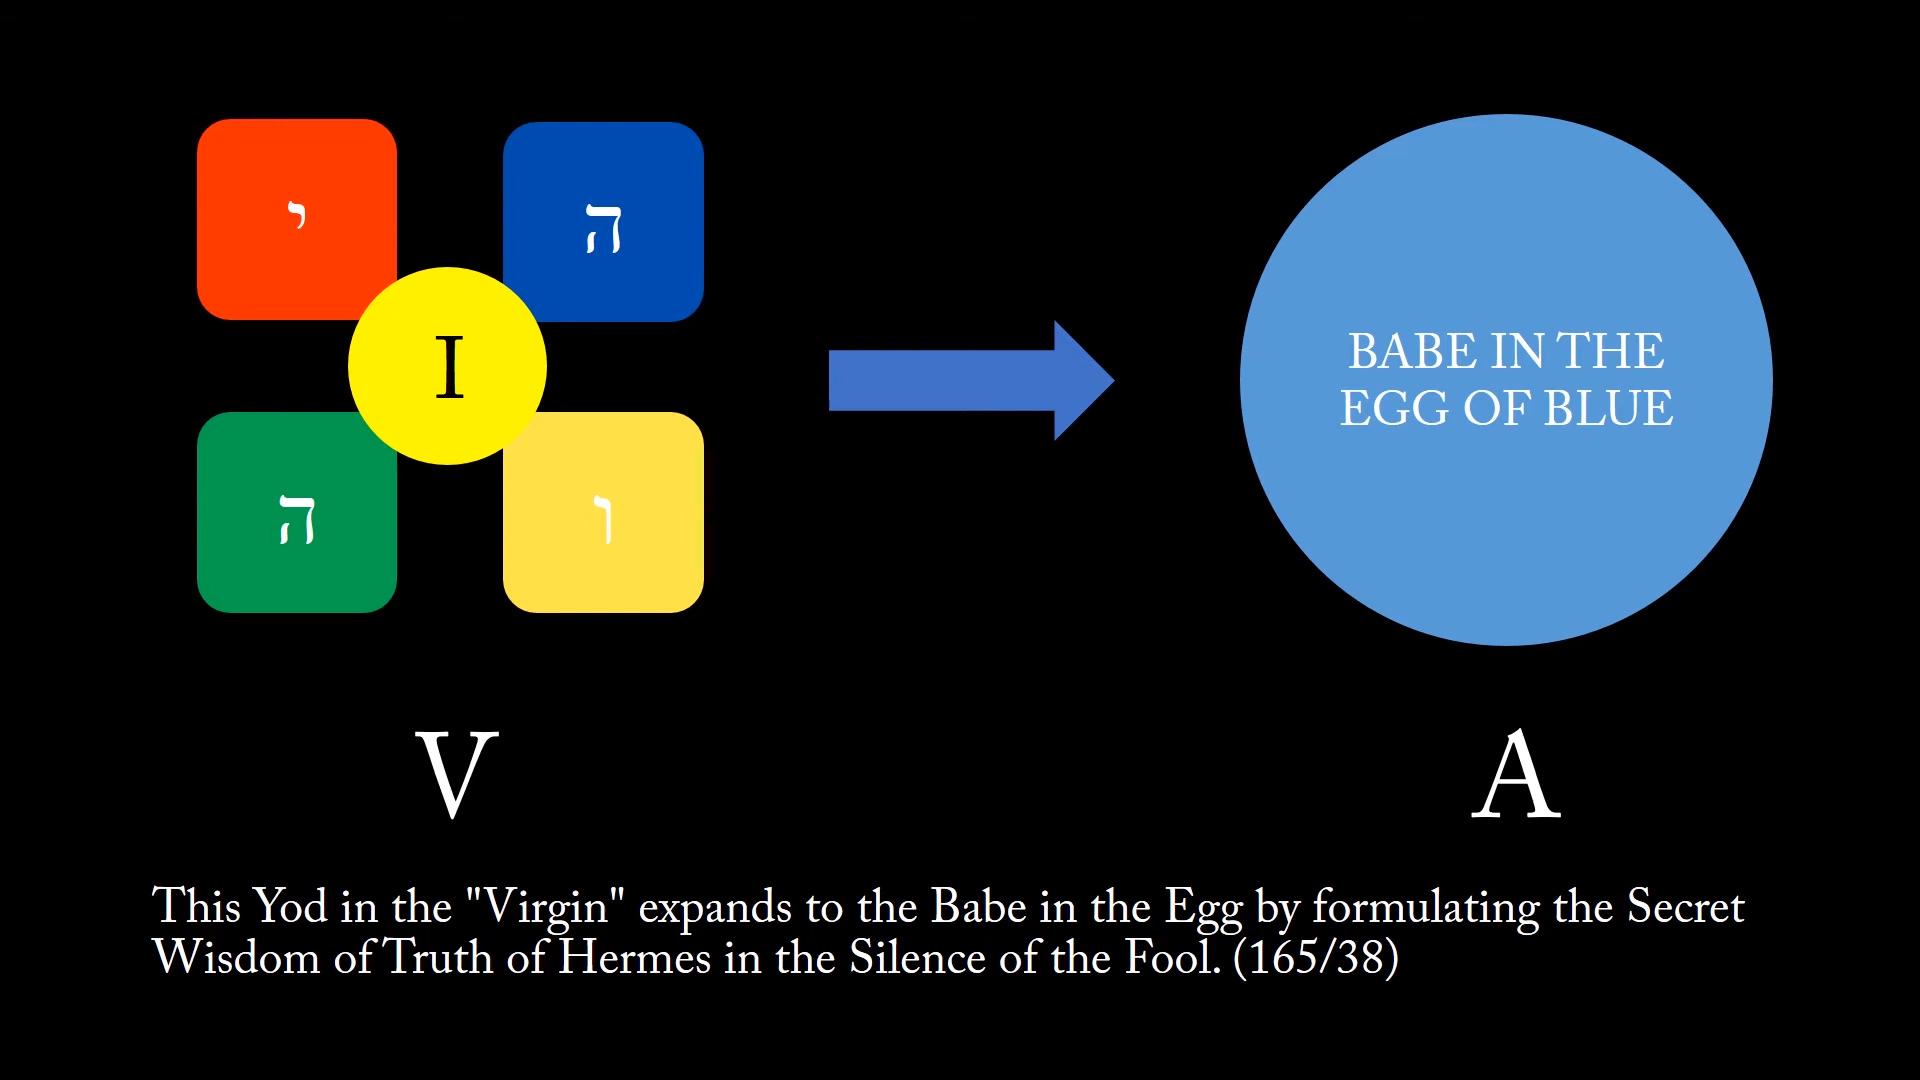 י
ה
I
ה
ו
BABE IN THE
EGG OF BLUE
V
A
This Yod in the "Virgin" expands to the Babe in the Egg by formulating the Secret
Wisdom of Truth of Hermes in the Silence of the Fool. (165/38)